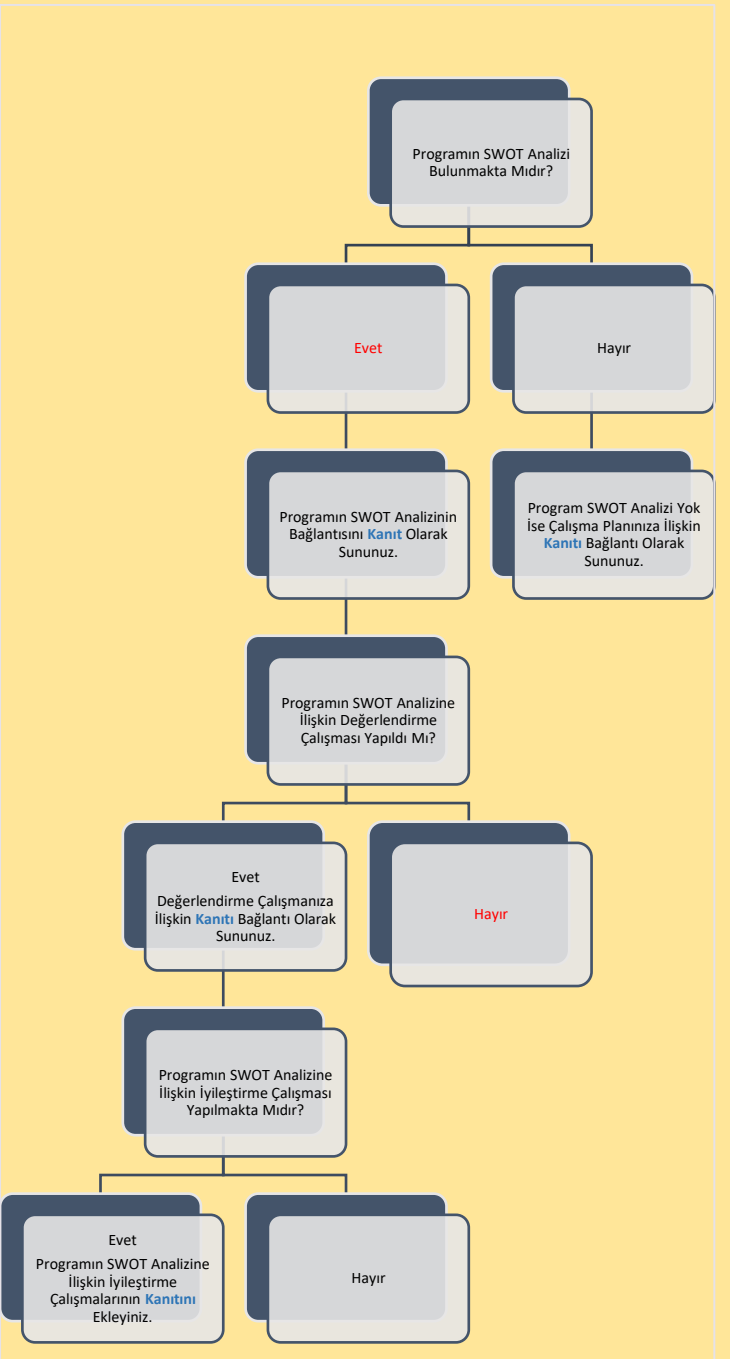 Programın SWOT Analizi
Bulunmakta Mıdır?
Evet
Hayır
Programın SWOT Analizinin
Bağlantısını Kanıt Olarak
Sununuz.
Program SWOT Analizi Yok
İse Çalışma Planınıza İlişkin
Kanıtı Bağlantı Olarak
Sununuz.
Programın SWOT Analizine
İlişkin Değerlendirme
Çalışması Yapıldı Mı?
Evet
Değerlendirme Çalışmanıza
İlişkin Kanıtı Bağlantı Olarak
Sununuz.
Hayır
Programın SWOT Analizine
İlişkin İyileştirme Çalışması
Yapılmakta Mıdır?
Evet
Programın SWOT Analizine
İlişkin İyileştirme
Çalışmalarının Kanıtını
Ekleyiniz.
Hayır